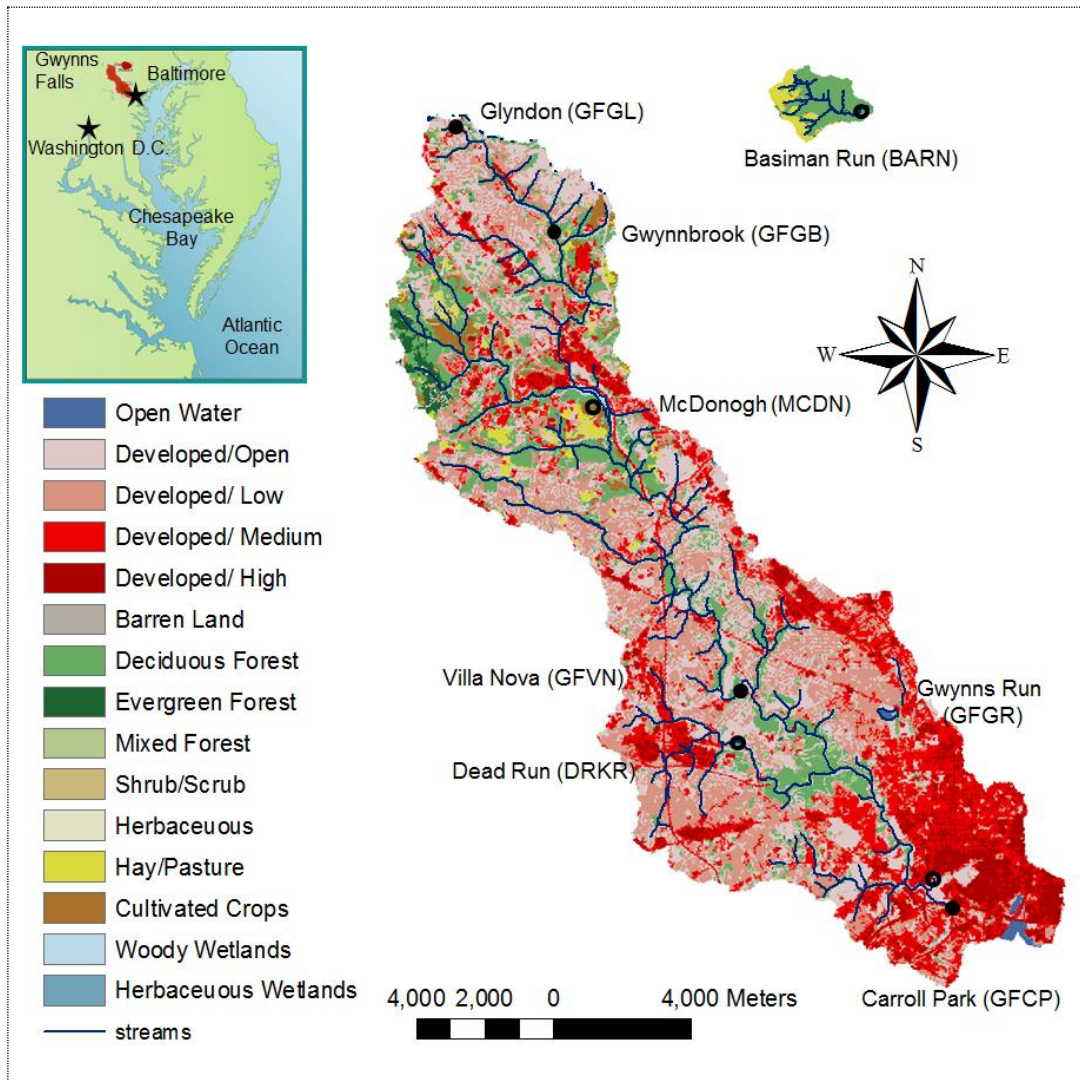 Gwynns
Falls
Baltimore
Washington D.C.
Chesapeake
Bay
Atlantic
Ocean
Glyndon (GFGL)
Basiman Run (BARN)
Gwynnbrook (GFGB)
N
W
E
S
McDonogh (MCDN)
Open Water
Developed/Open
Developed/ Low
Developed/ Medium
Developed/ High
Barren Land
Deciduous Forest
Evergreen Forest
Mixed Forest
Shrub/Scrub
Herbaceuous
Hay/Pasture
Cultivated Crops
Woody Wetlands
Herbaceuous Wetlands
streams
Villa Nova (GFVN)
Gwynns Run
(GFGR)
Dead Run (DRKR)
Carroll Park (GFCP)
4,000 2,000 0 4,000 Meters